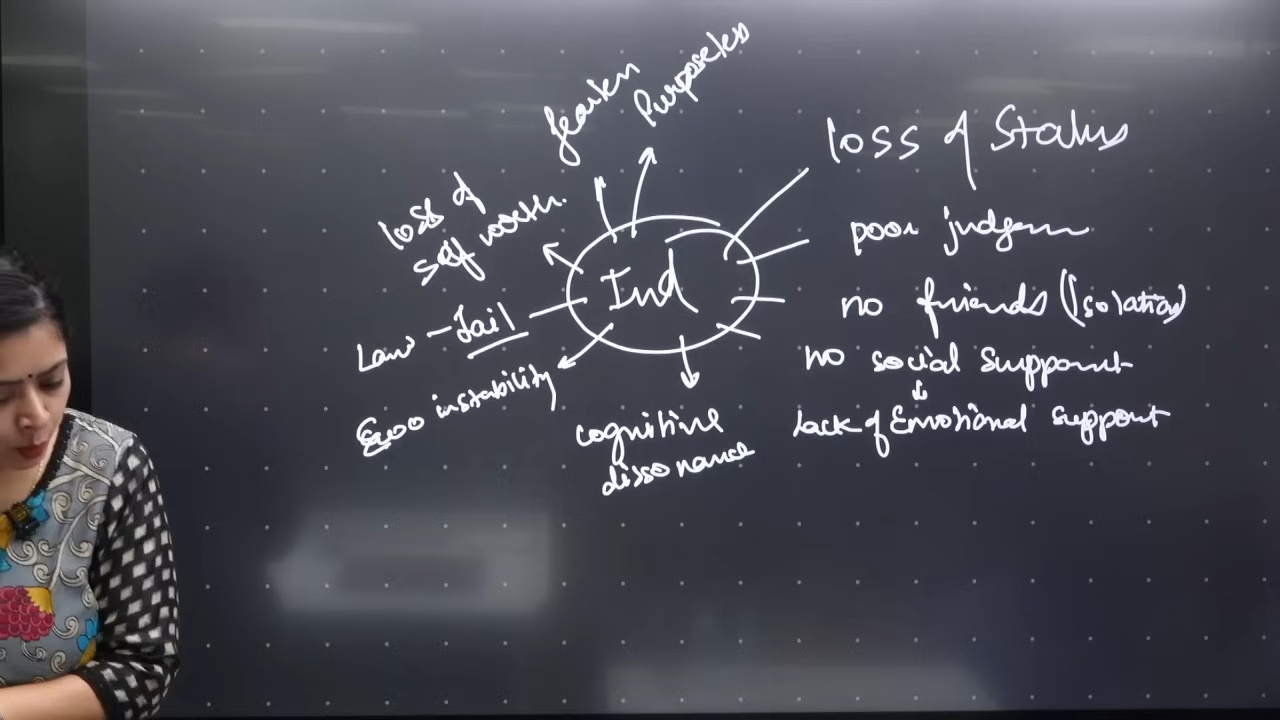 Purposeless
loss of Status
loss of
self worth.
poor judgem
Ind
no friends (Isolation)
Law - Jail
no social support
Ego instability
Lack of Emotional support
cognitive
dissonance